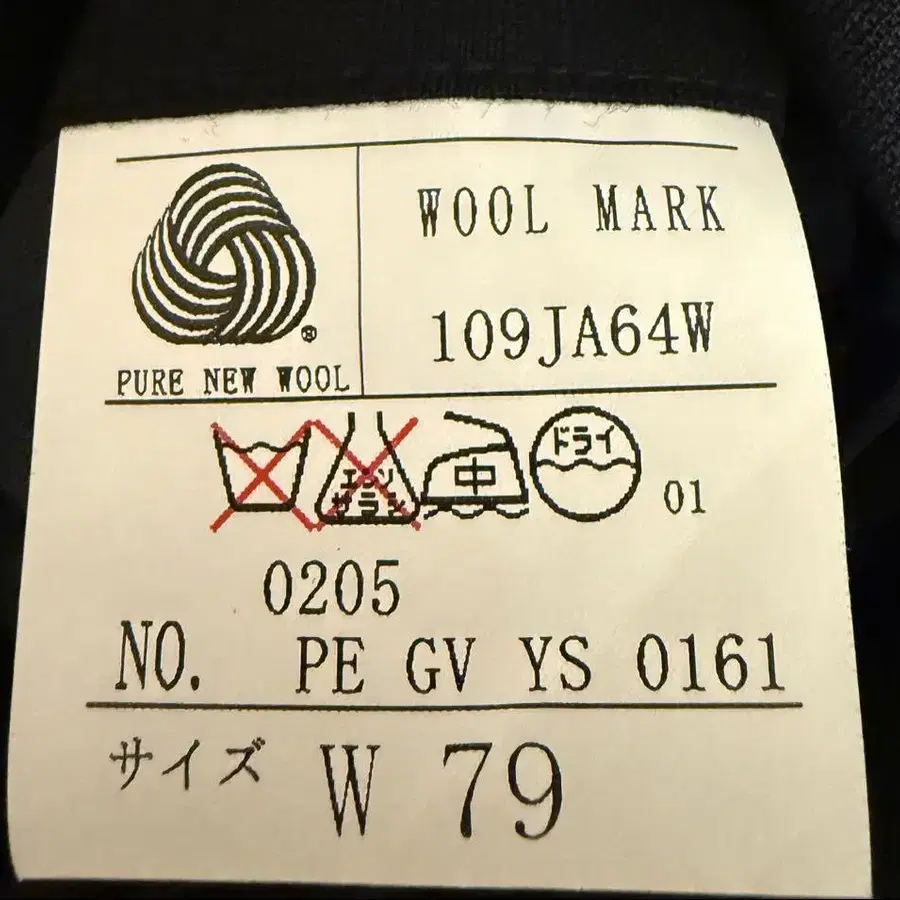 WOOL MARK
109JA64W
®
PURE NEW WOOL
エンソ
サラシ
中
ドライ
01
0205
NO. PE GV YS 0161
サイズ W 79